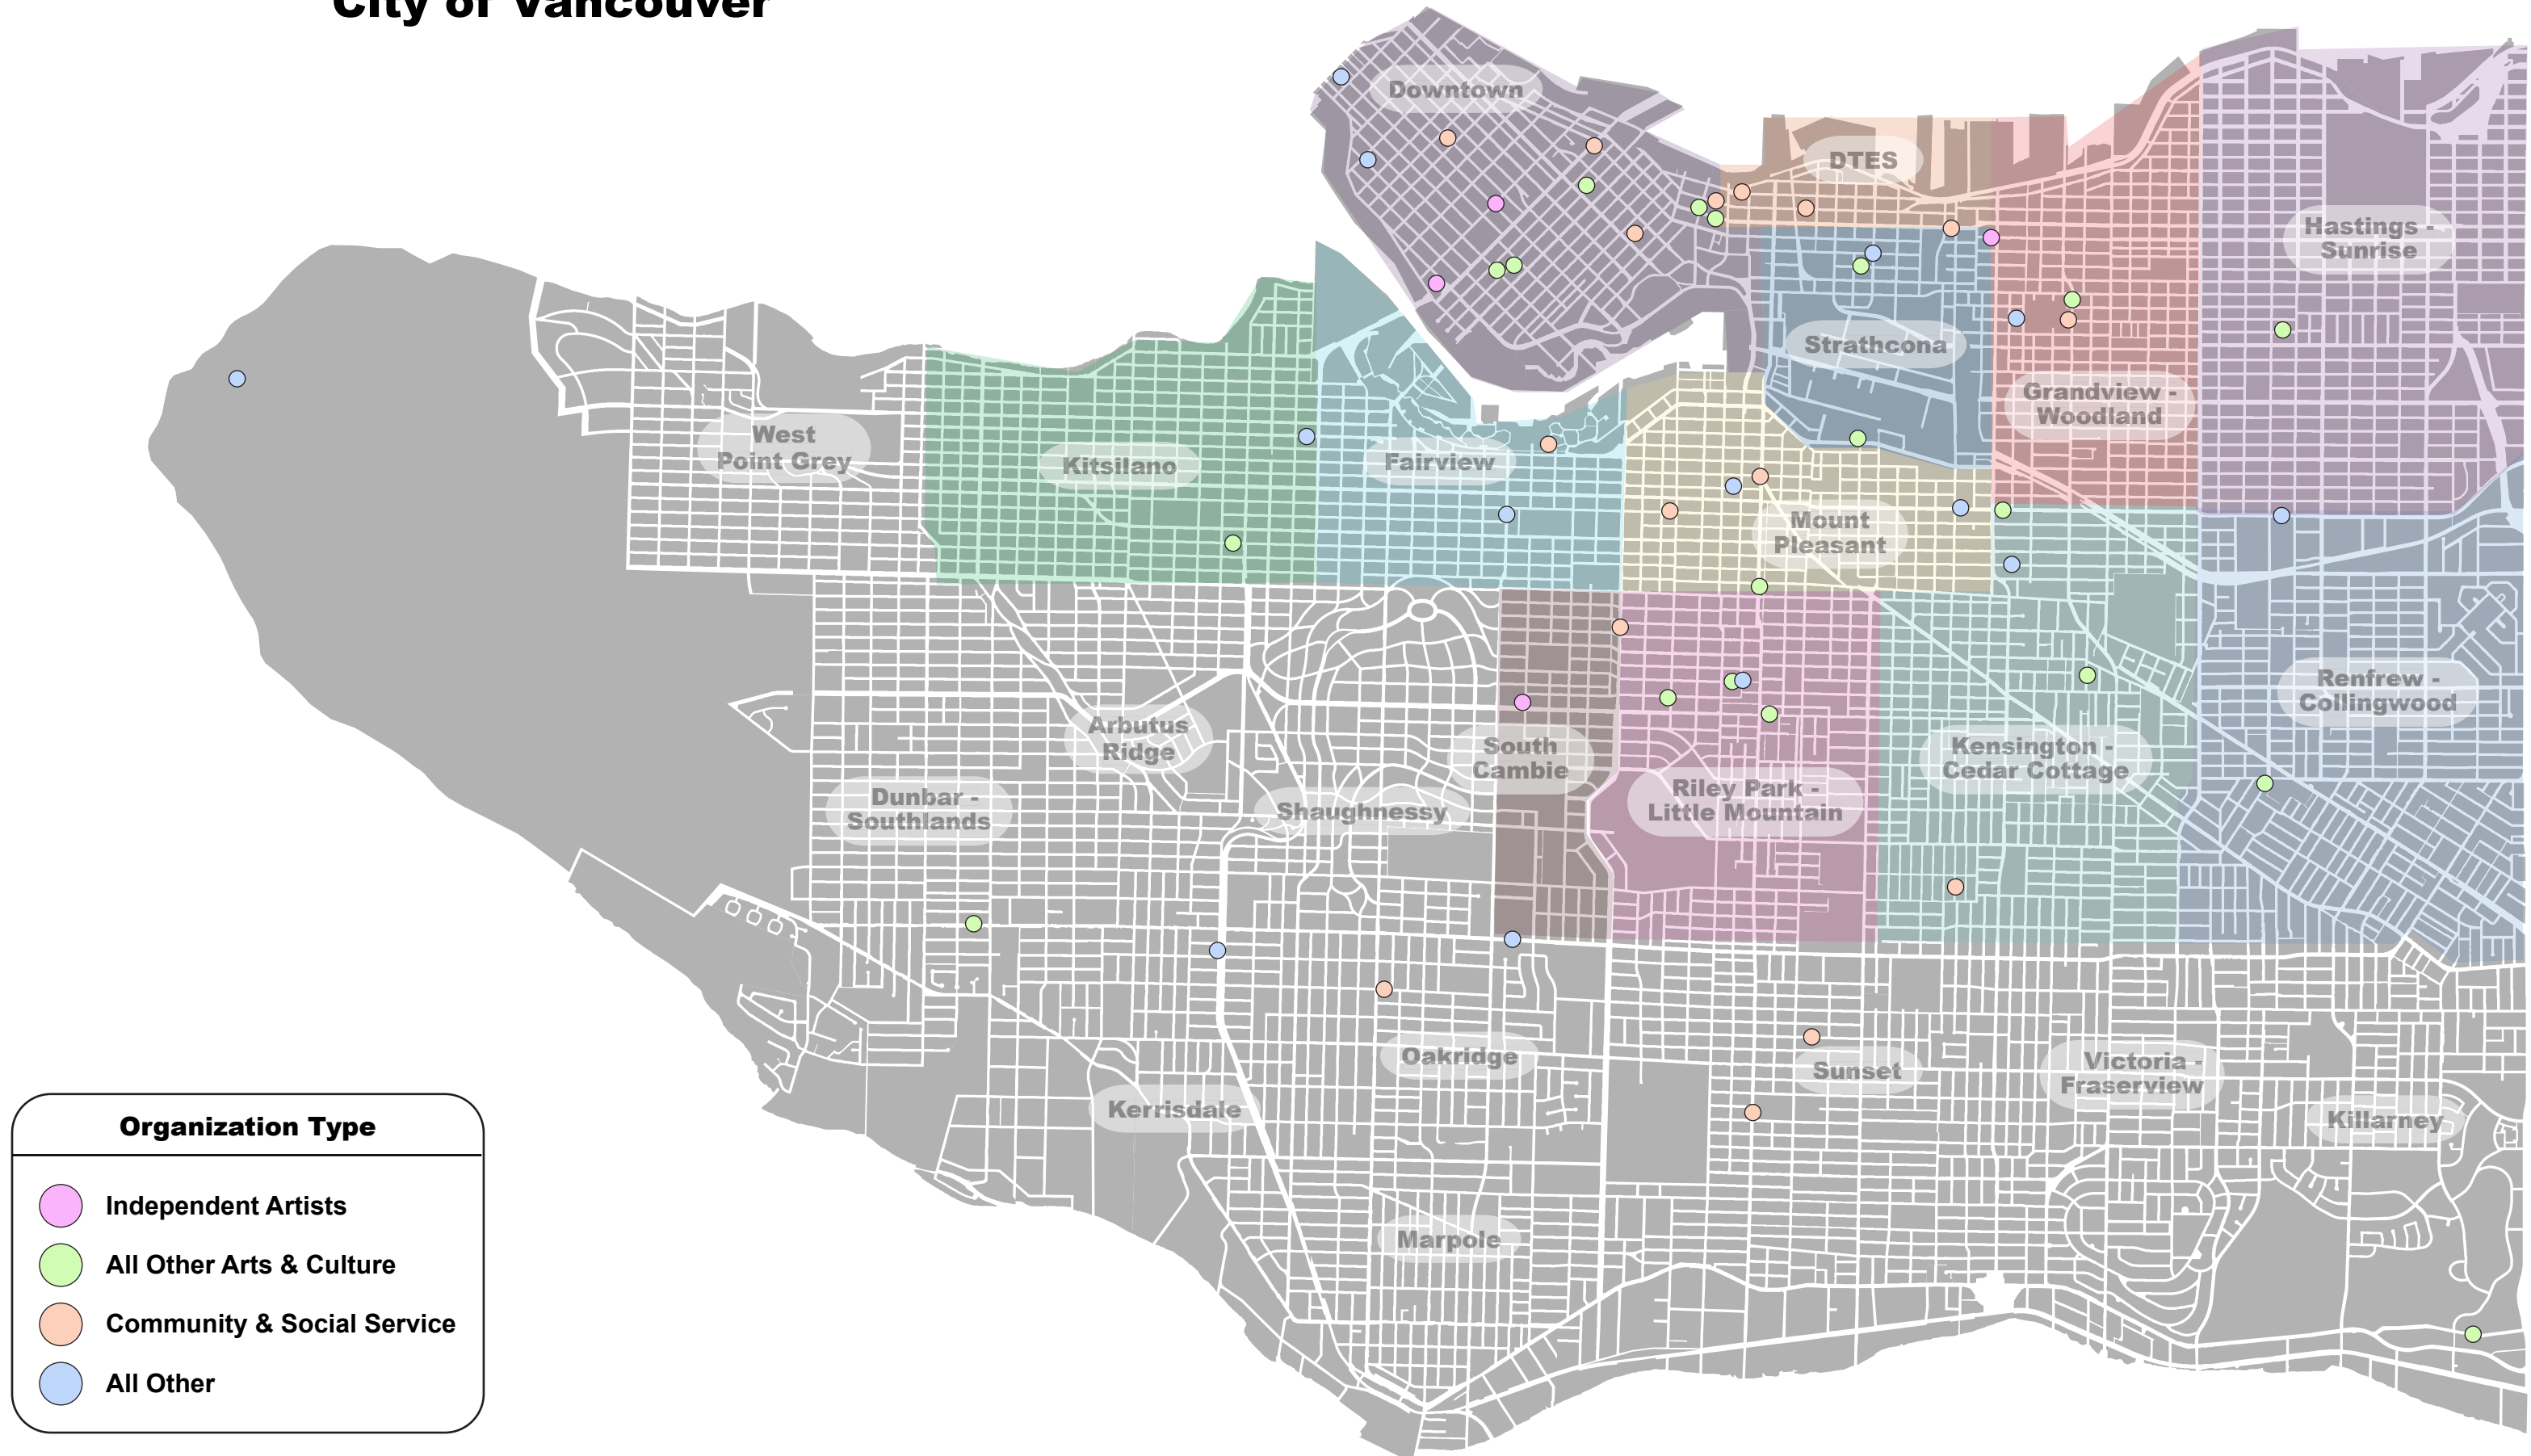 City of Vancouver
Downtown
DTES
Hastings -
Sunrise
Strathcona
Grandview -
Woodland
West
Point Grey
Kitsilano
Fairview
Mount
Pleasant
Renfrew -
Collingwood
Arbutus
Ridge
South
Cambie
Kensington -
Cedar Cottage
Dunbar -
Southlands
Shaughnessy
Riley Park -
Little Mountain
Oakridge
Sunset
Victoria -
Fraserview
Kerrisdale
Killarney
Marpole
Organization Type
Independent Artists
All Other Arts & Culture
Community & Social Service
All Other